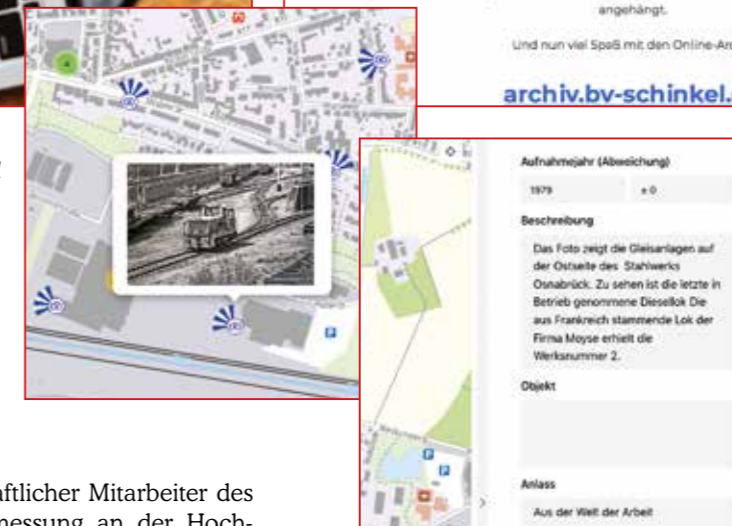 angehängt.
Und nun viel Spaß mit den Online-Ar
archiv.bv-schinkel.
Aufnahmejahr (Abweichung)
1979 ± 0
Beschreibung
Das Foto zeigt die Gleisanlagen auf
der Ostseite des Stahlwerks
Osnabrück. Zu sehen ist die letzte in
Betrieb genommene Diesellok Die
aus Frankreich stammende Lok der
Firma Moyse erhielt die
Werksnummer 2.
Objekt
Anlass
Aus der Welt der Arbeit
aftlicher Mitarbeiter des
messung an der Hoch-